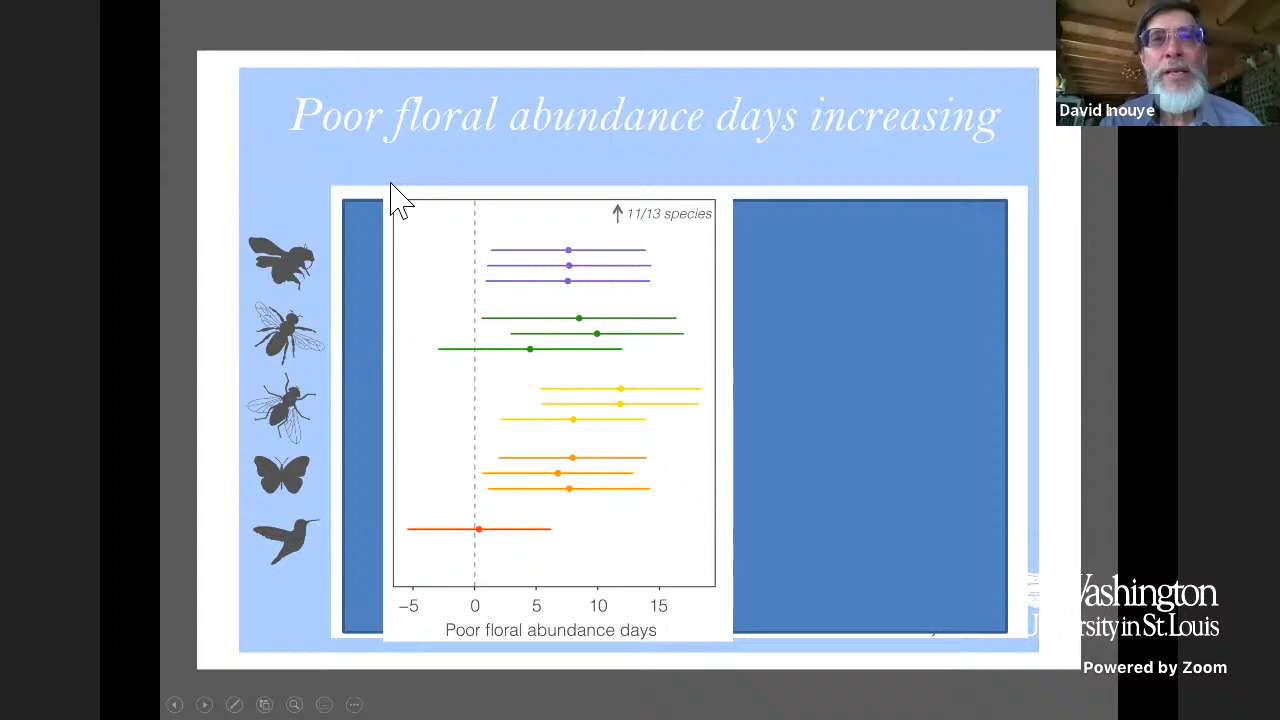 Poor floral abundance days increasing
David Inouye
11/13 species
−5 0 5 10 15
Poor floral abundance days
Washington
University in St. Louis
Powered by Zoom